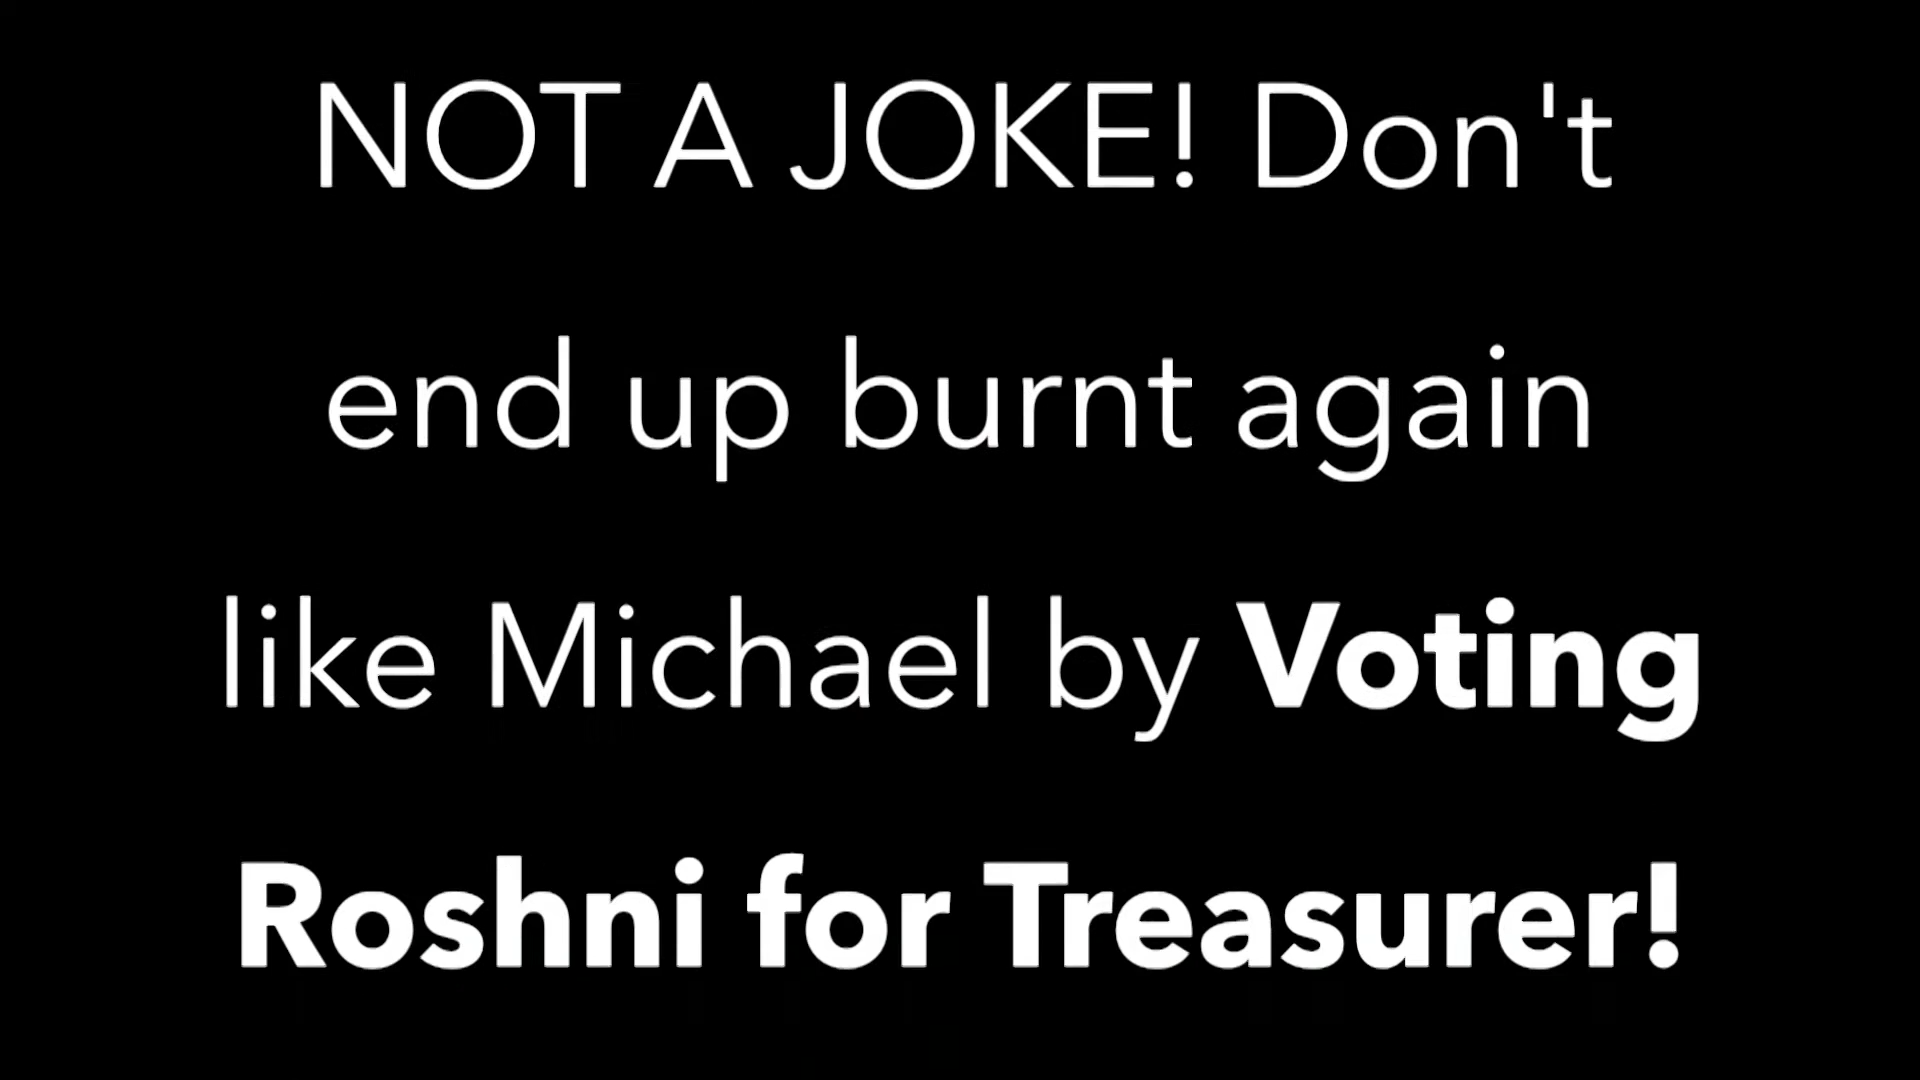 NOT A JOKE! Don't
end up burnt again
like Michael by Voting
Roshni for Treasurer!